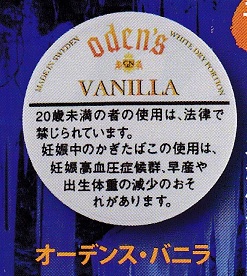 oden's
MADE IN SWEDEN
GN
WHITE DRY PORTION
VANILLA
20歳未満の者の使用は、法律で
禁じられています。
妊娠中のかぎたばこの使用は、
妊娠高血圧症候群、早産や
出生体重の減少のおそ
れがあります。
オーデンス・バニラ